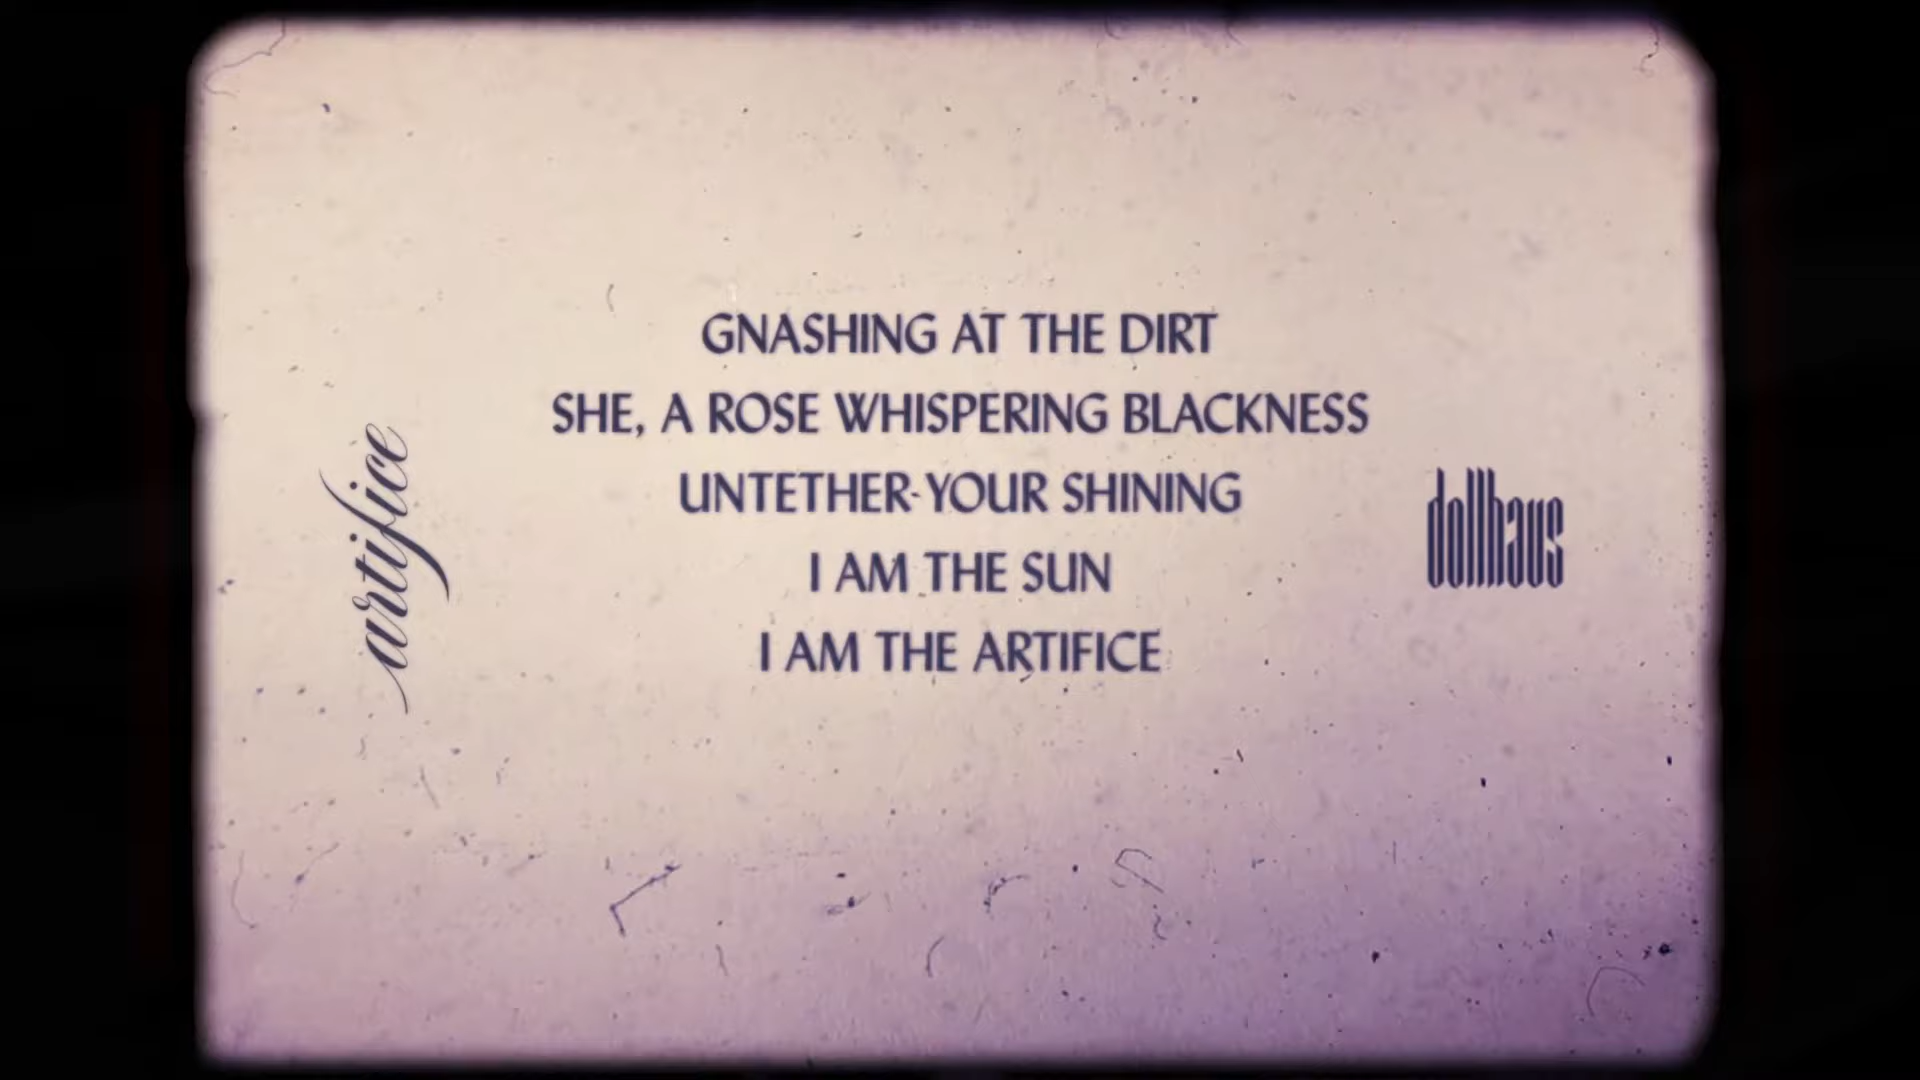 GNASHING AT THE DIRT
SHE, A ROSE WHISPERING BLACKNESS
UNTETHER-YOUR SHINING
I AM THE SUN
I AM THE ARTIFICE
artifice
dollhaus